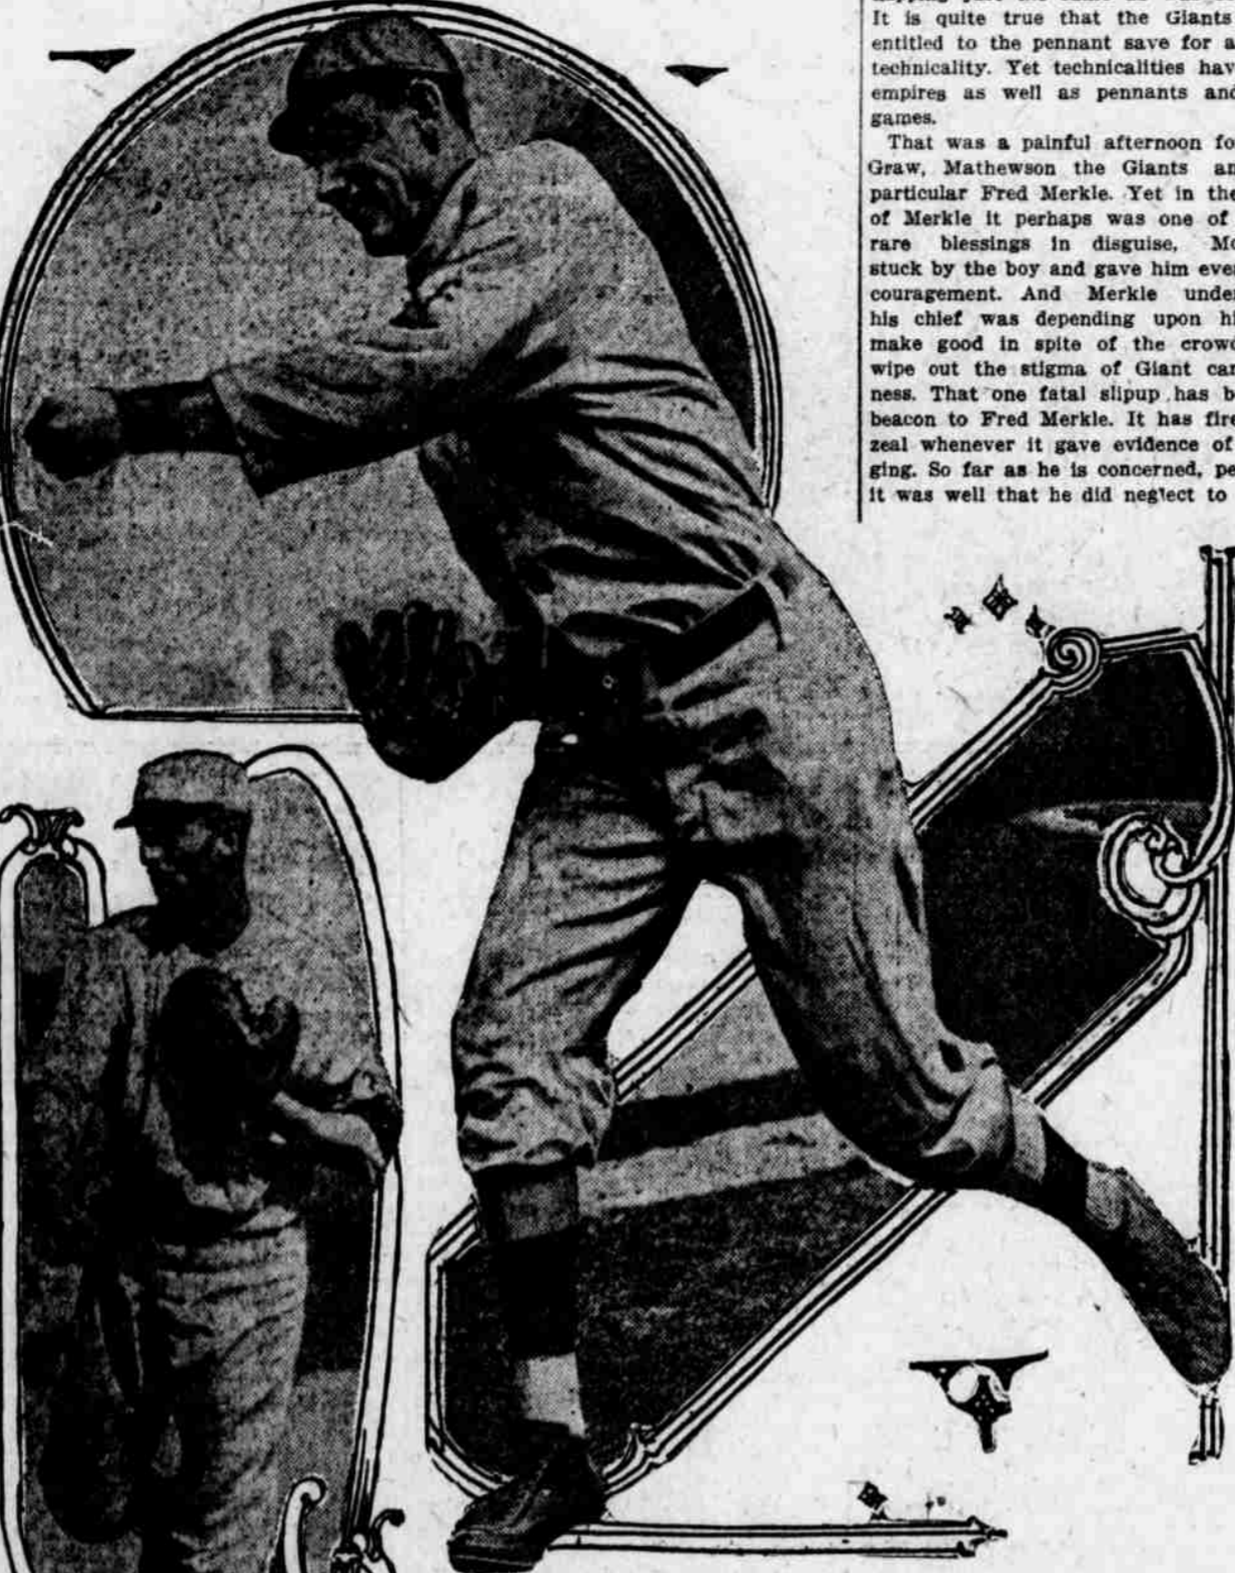 It is quite true that the Giants
entitled to the pennant save for a
technicality. Yet technicalities hav
empires as well as pennants and
games.
That was a painful afternoon fo
Graw, Mathewson the Giants an
particular Fred Merkle. Yet in the
of Merkle it perhaps was one of
rare blessings in disguise, Mc
stuck by the boy and gave him ever
couragement. And Merkle under
his chief was depending upon hi
make good in spite of the crowd
wipe out the stigma of Giant car
ness. That one fatal slipup has b
beacon to Fred Merkle. It has fire
zeal whenever it gave evidence of
ging. So far as he is concerned, pe
it was well that he did neglect to